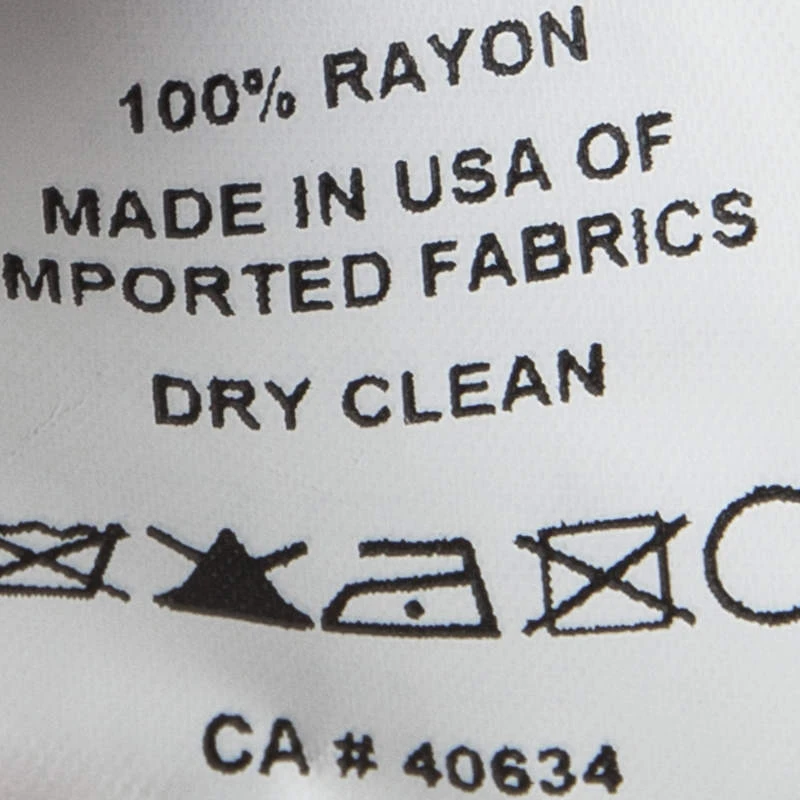 100% RAYON
MADE IN USA OF
MPORTED FABRICS
DRY CLEAN
CA # 40634